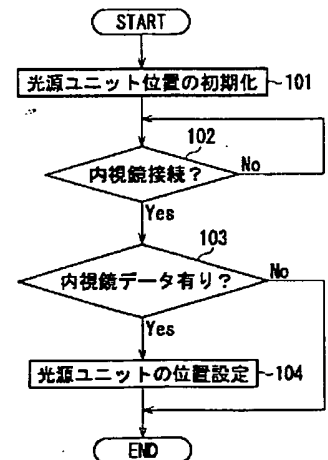 START
光源ユニット位置の初期化 101
102
内視鏡接続？ No
Yes
103
内視鏡データ有り？ No
Yes
光源ユニットの位置設定 104
END